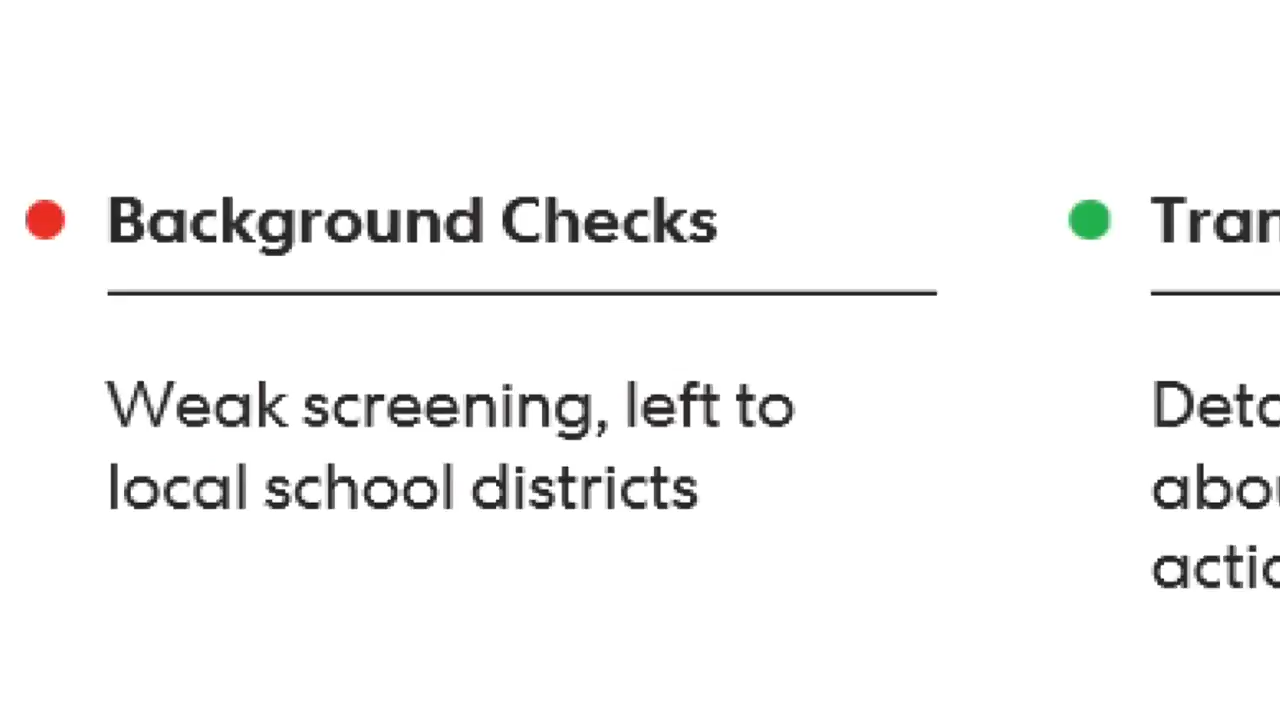 Background Checks
Weak screening, left to
local school districts